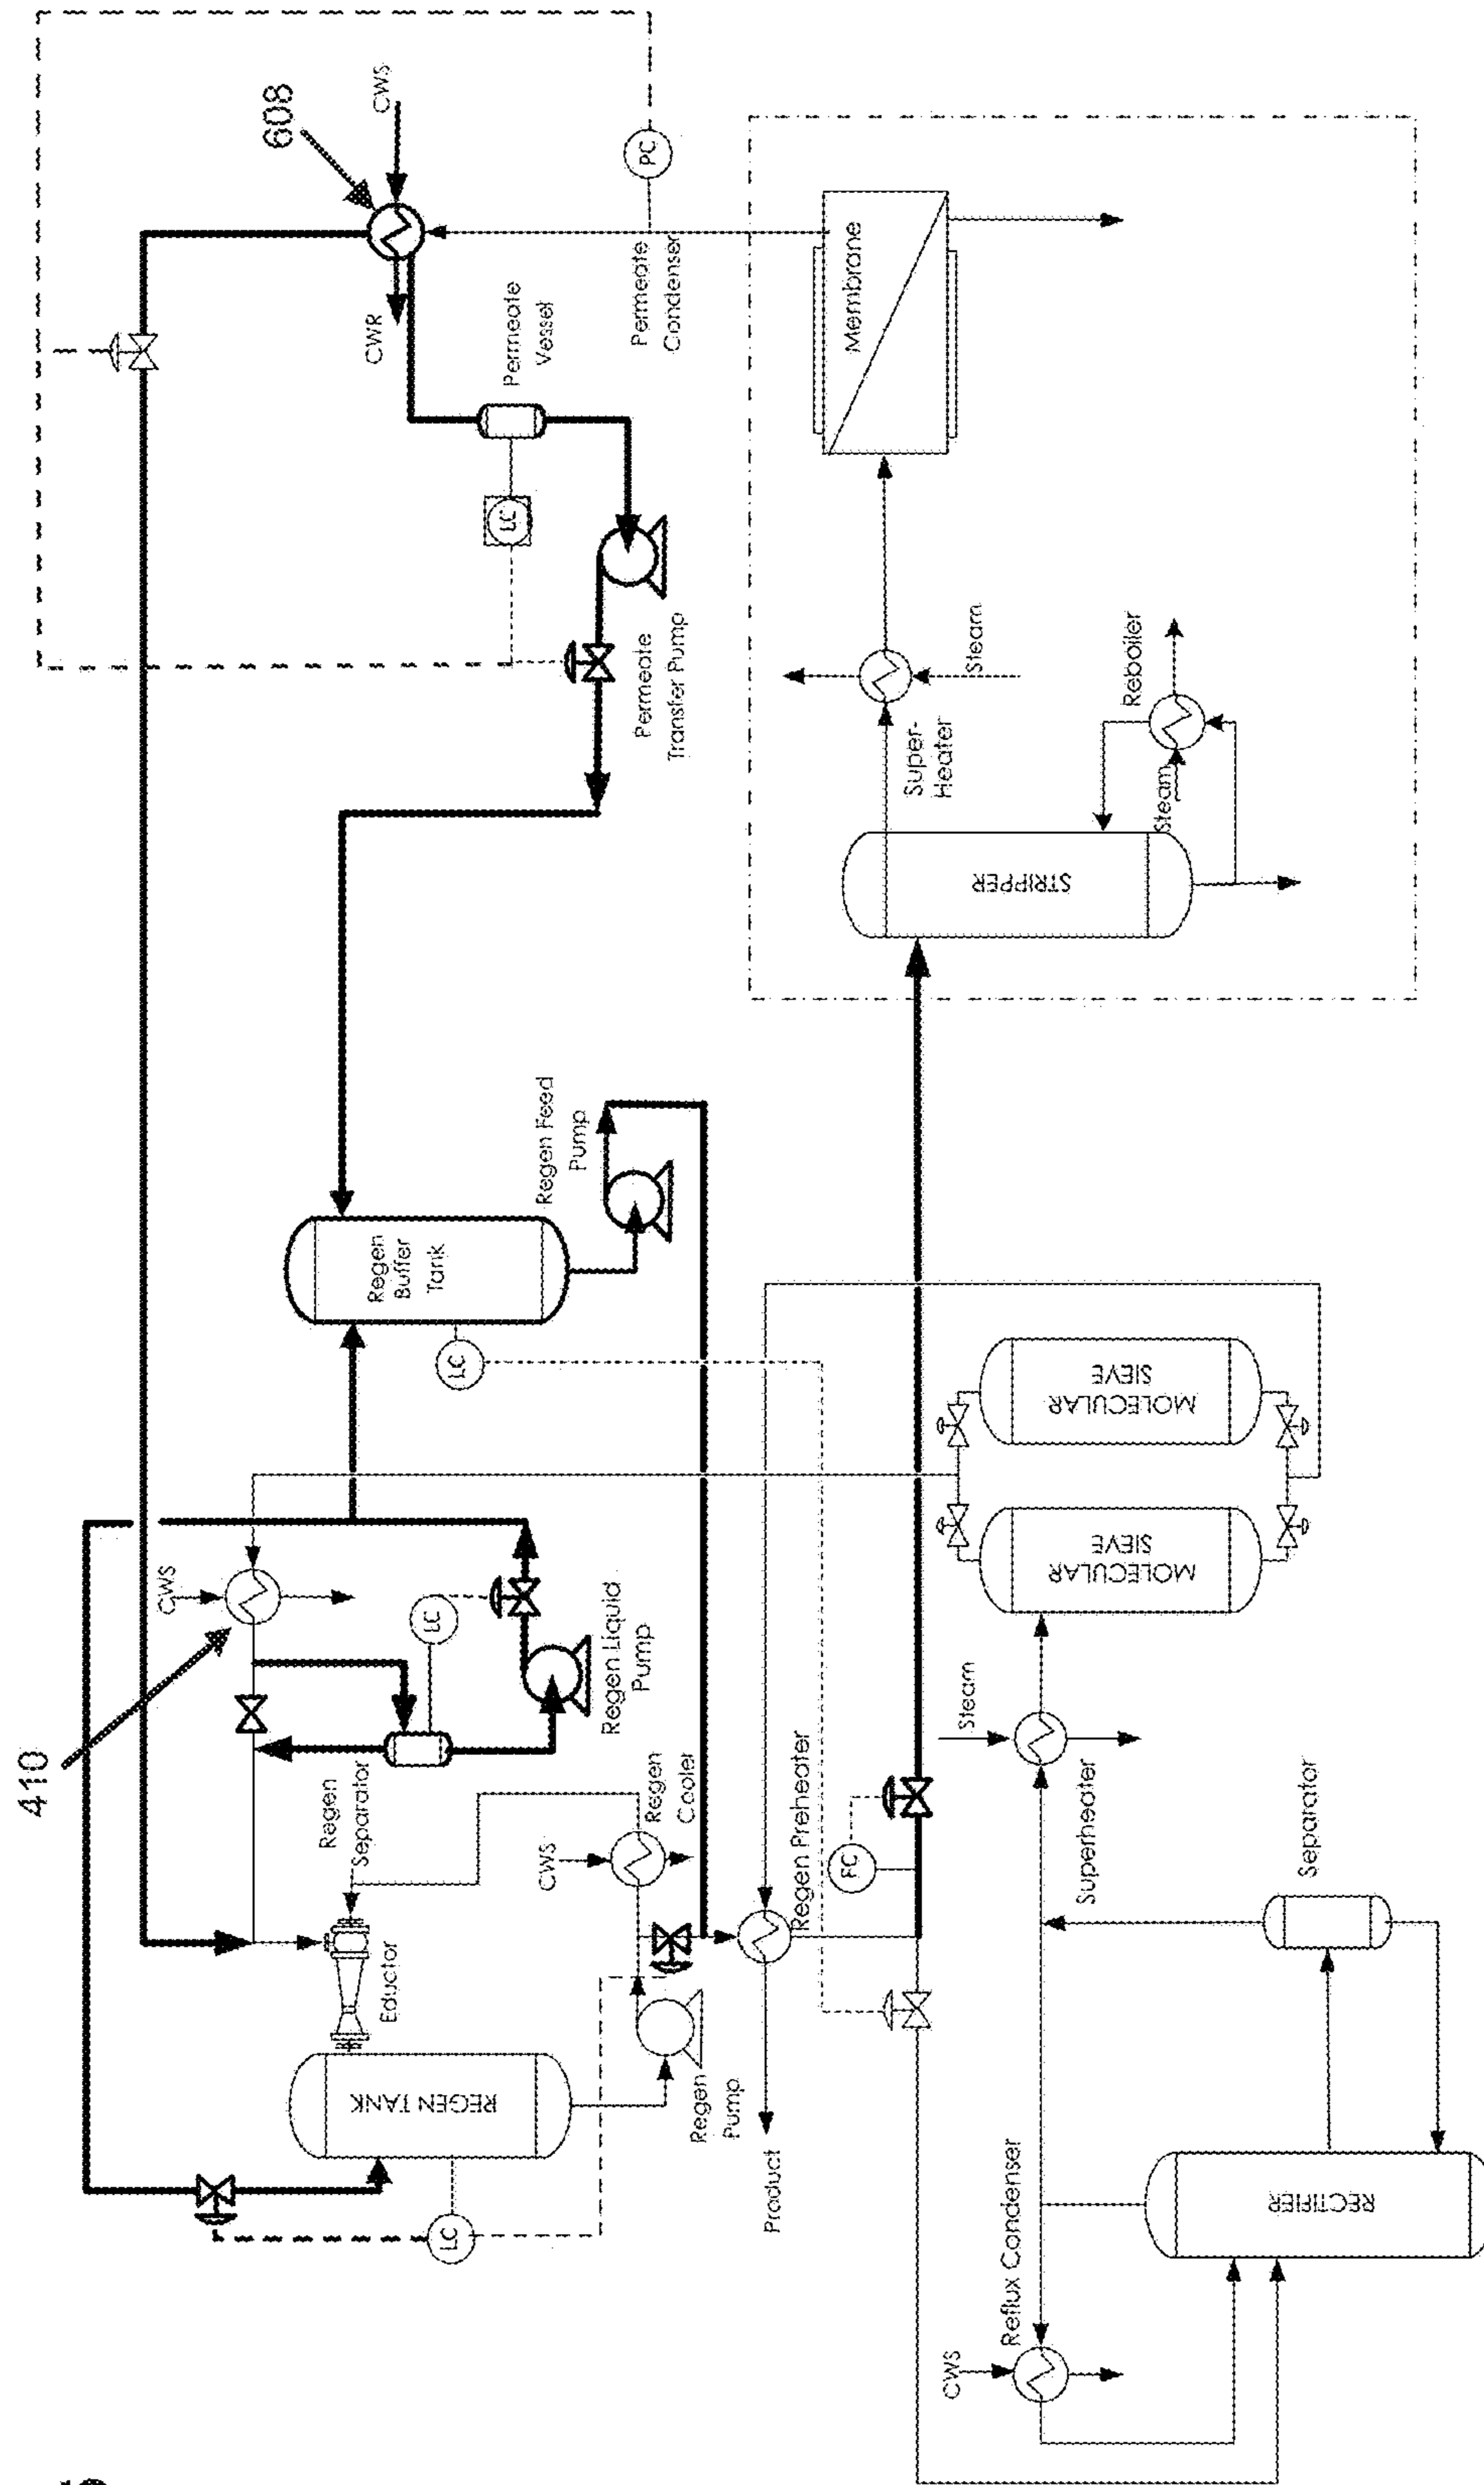 410
608
CWS
CWS
CWR
PC
Permeate
Vessel
Permeate
Condenser
LC
Permeate
Transfer Pump
Membrane
Steam
Super-
Heater
Reboiler
Steam
STRIPPER
Regen Feed
Pump
Regen
Buffer
Tank
LC
LC
Regen Liquid
Pump
Regen
Separator
Regen
Cooler
CWS
Eductor
REGEN TANK
Regen
Pump
LC
Regen Preheater
FC
Product
MOLECULAR
SIEVE
MOLECULAR
SIEVE
Steam
Superheater
Separator
Reflux Condenser
CWS
RECTIFIER